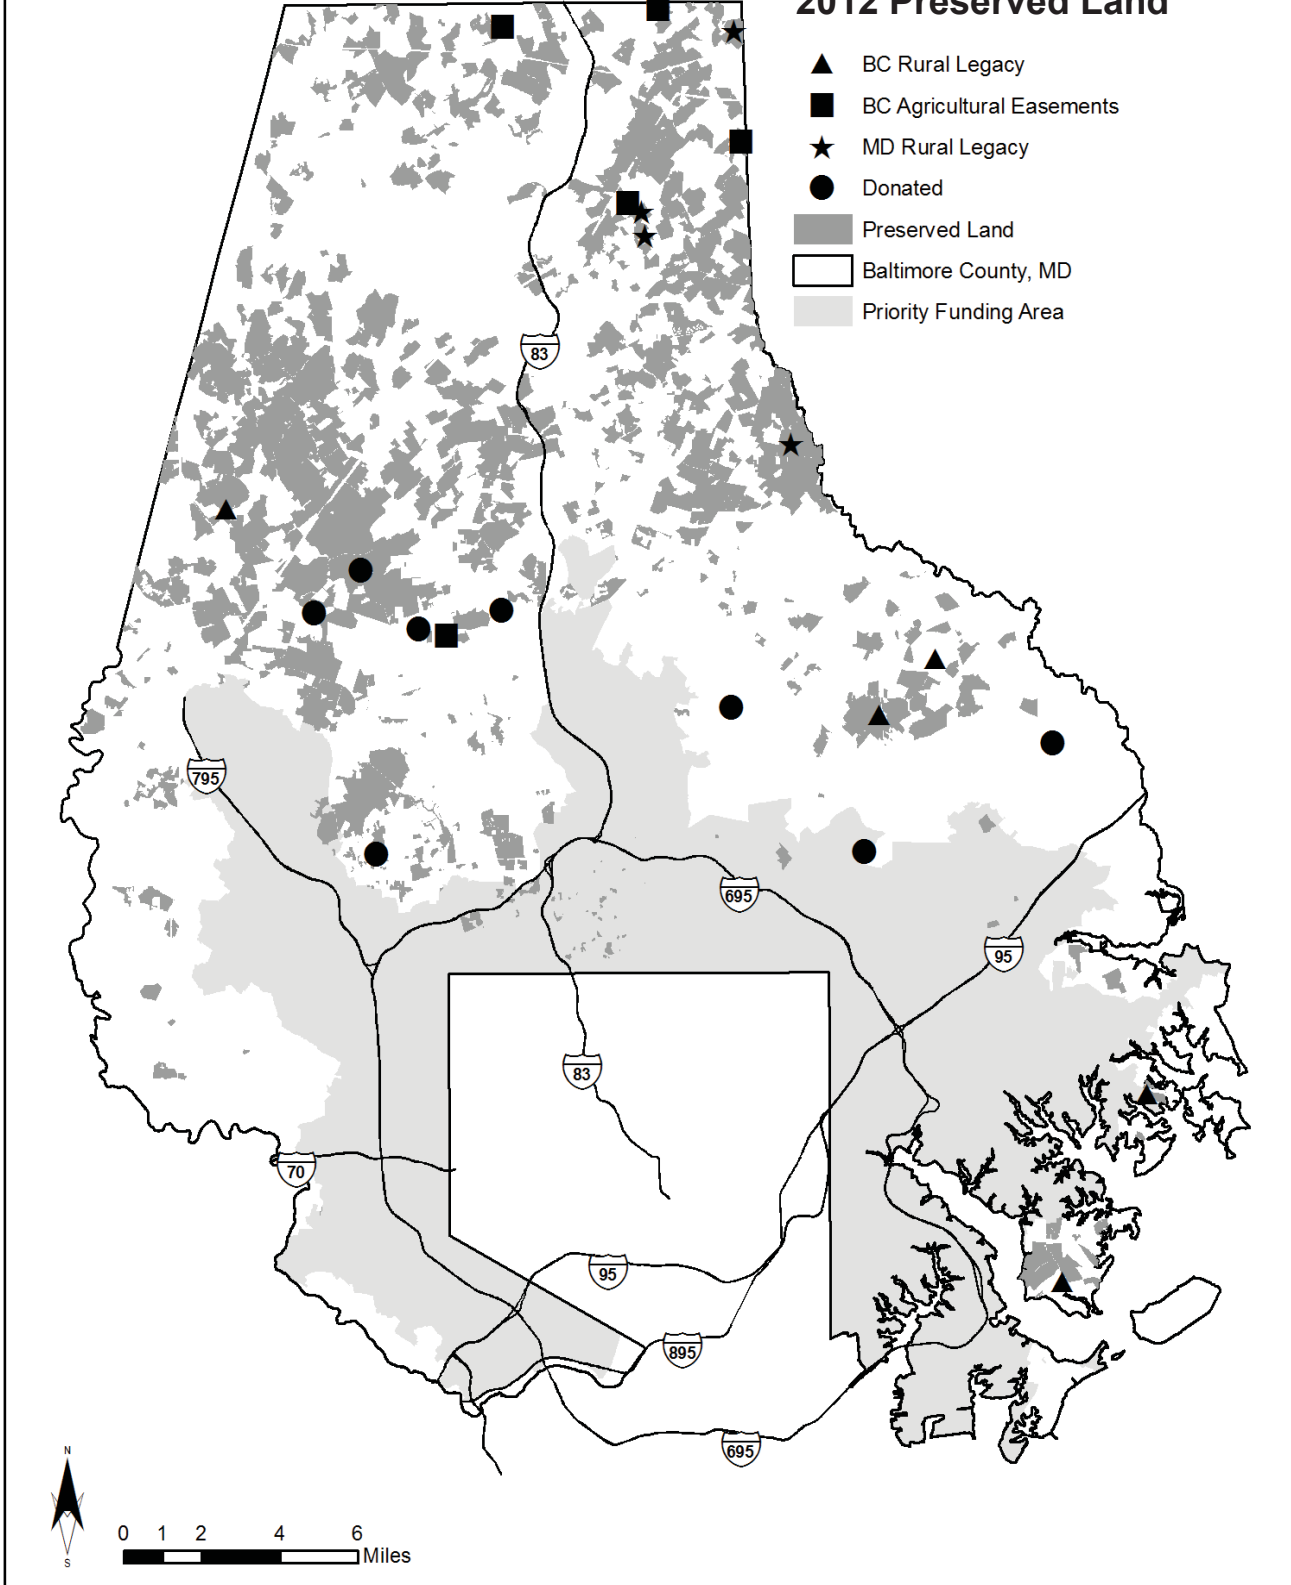 2012 Preserved Land
BC Rural Legacy
BC Agricultural Easements
MD Rural Legacy
Donated
Preserved Land
Baltimore County, MD
Priority Funding Area
83
795
695
95
83
70
95
895
695
N
S
0 1 2 4 6
Miles